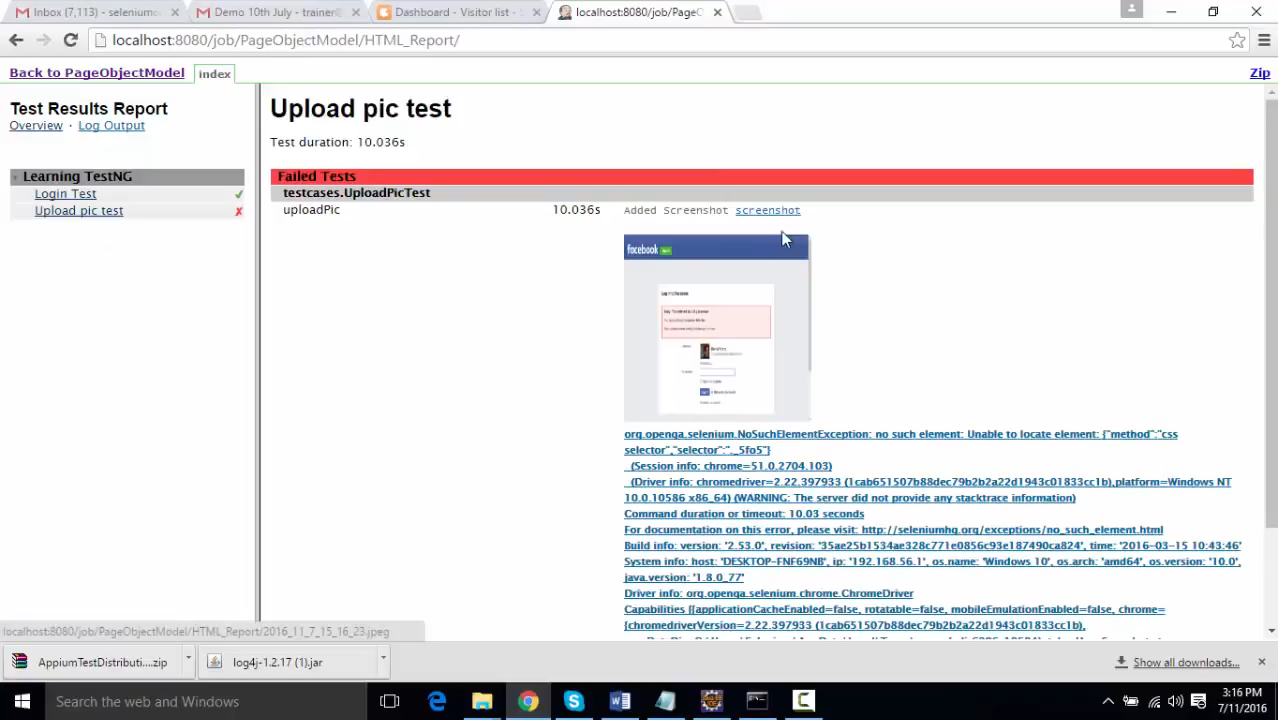 Inbox (7,113) - seleniumc
Demo 10th July - trainer@
Dashboard - Visitor list -
localhost:8080/job/PageO
localhost:8080/job/PageObjectModel/HTML_Report/
Back to PageObjectModel
index
Zip
Test Results Report
Overview · Log Output
Learning TestNG
Login Test
Upload pic test
Upload pic test
Test duration: 10.036s
Failed Tests
testcases.UploadPicTest
uploadPic 10.036s Added Screenshot screenshot
facebook
org.openqa.selenium.NoSuchElementException: no such element: Unable to locate element: {"method":"css
selector","selector":"._5fo5"}
(Session info: chrome=51.0.2704.103)
(Driver info: chromedriver=2.22.397933 (1cab651507b88dec79b2b2a22d1943c01833cc1b),platform=Windows NT
10.0.10586 x86_64) (WARNING: The server did not provide any stacktrace information)
Command duration or timeout: 10.03 seconds
For documentation on this error, please visit: http://seleniumhq.org/exceptions/no_such_element.html
Build info: version: '2.53.0', revision: '35ae25b1534ae328c771e0856c93e187490ca824', time: '2016-03-15 10:43:46'
System info: host: 'DESKTOP-FNF69NB', ip: '192.168.56.1', os.name: 'Windows 10', os.arch: 'amd64', os.version: '10.0',
java.version: '1.8.0_77'
Driver info: org.openqa.selenium.chrome.ChromeDriver
Capabilities [{applicationCacheEnabled=false, rotatable=false, mobileEmulationEnabled=false, chrome=
{chromedriverVersion=2.22.397933 (1cab651507b88dec79b2b2a22d1943c01833cc1b),
localhost:8080/job/PageObjectModel/HTML_Report/2016_11_7_15_16_23.jpeg
AppiumTestDistributi....zip
log4j-1.2.17 (1).jar
Show all downloads...
Search the web and Windows
3:16 PM
7/11/2016